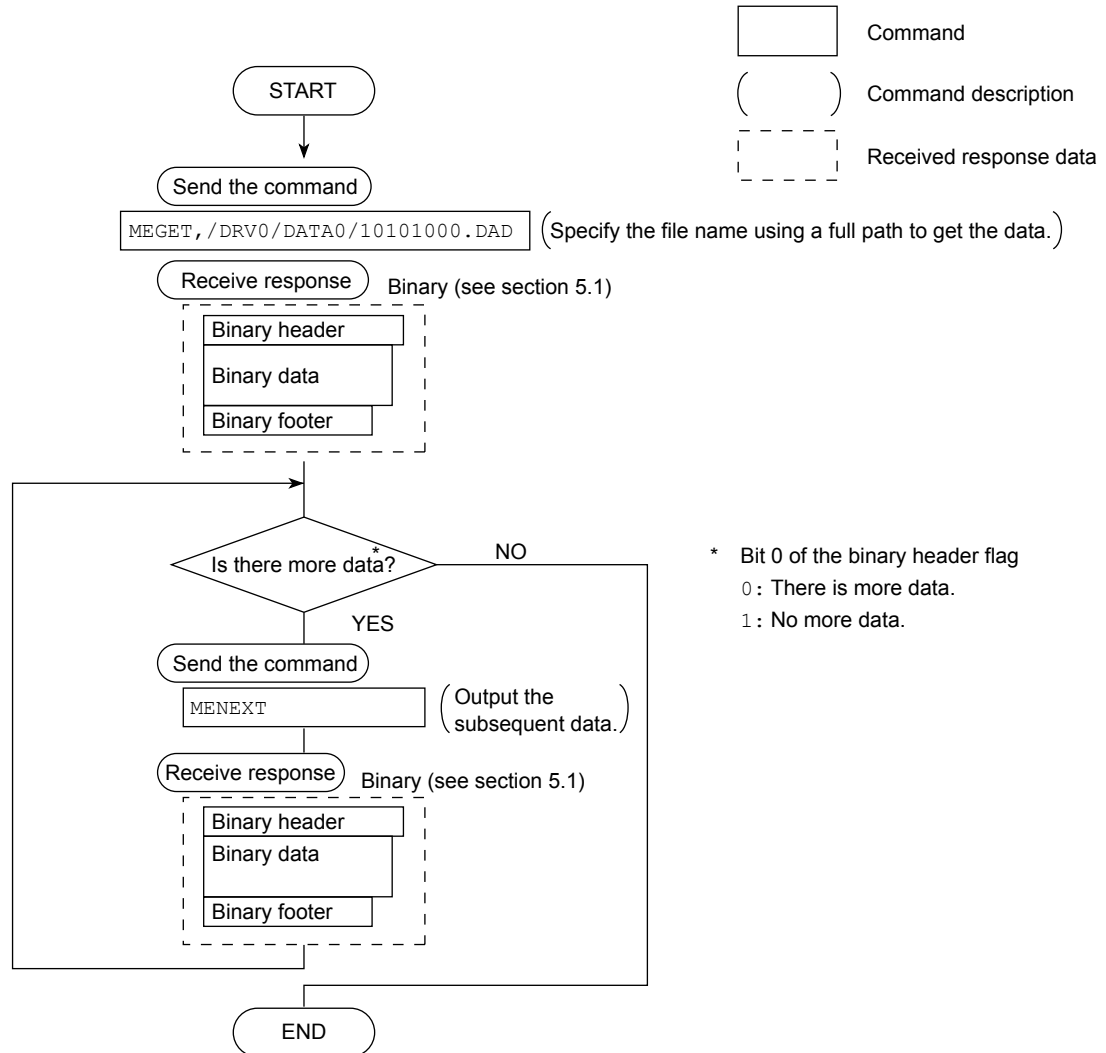 Command
START
Command description
Received response data
Send the command
MEGET,/DRV0/DATA0/10101000.DAD
Specify the file name using a full path to get the data.
Receive response
Binary (see section 5.1)
Binary header
Binary data
Binary footer
Is there more data?*
NO
* Bit 0 of the binary header flag
0: There is more data.
1: No more data.
YES
Send the command
MENEXT
Output the
subsequent data.
Receive response
Binary (see section 5.1)
Binary header
Binary data
Binary footer
END